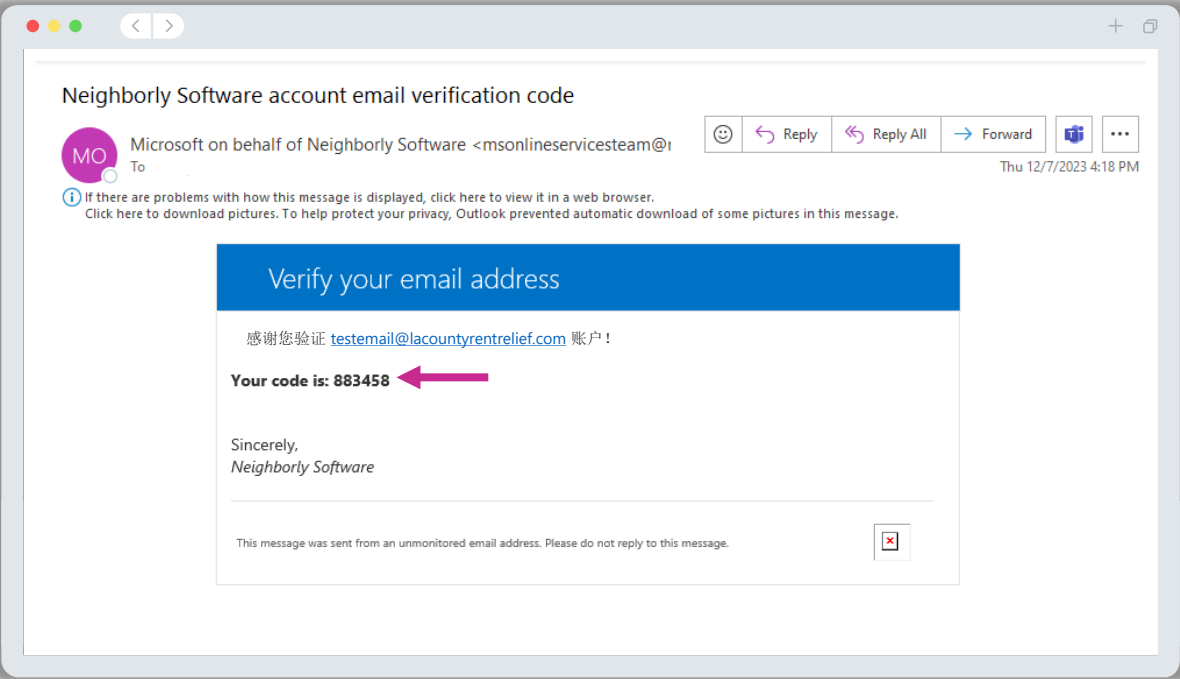 Neighborly Software account email verification code
MO
Microsoft on behalf of Neighborly Software <msonlineservicesteam@
To
Reply
Reply All
Forward
Thu 12/7/2023 4:18 PM
If there are problems with how this message is displayed, click here to view it in a web browser.
Click here to download pictures. To help protect your privacy, Outlook prevented automatic download of some pictures in this message.
Verify your email address
感谢您验证 testemail@lacountyrentrelief.com 账户！
Your code is: 883458
Sincerely,
Neighborly Software
This message was sent from an unmonitored email address. Please do not reply to this message.